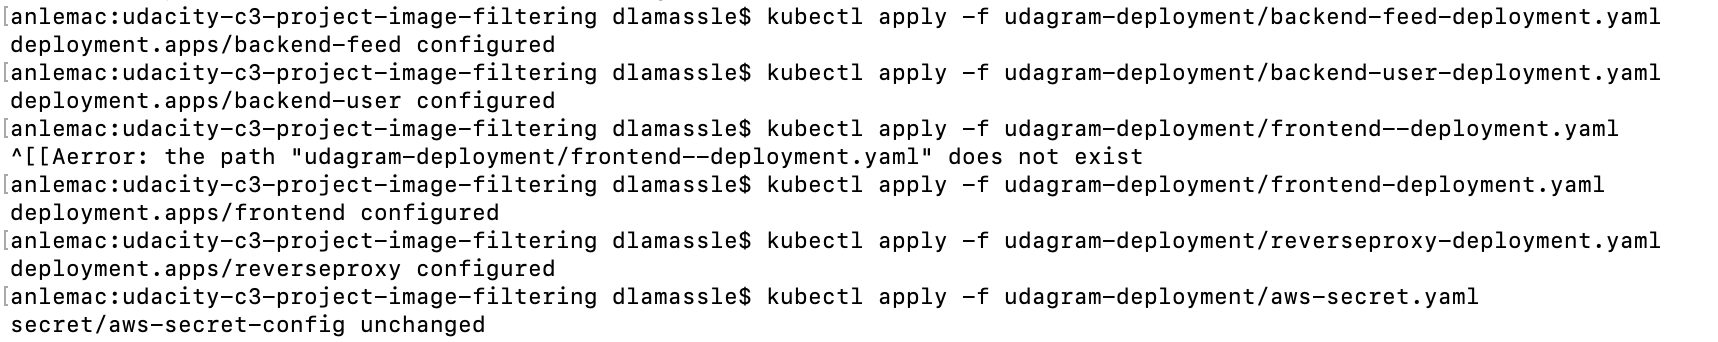 [anlemac:udacity-c3-project-image-filtering dlamassle$ kubectl apply -f udagram-deployment/backend-feed-deployment.yaml
deployment.apps/backend-feed configured
[anlemac:udacity-c3-project-image-filtering dlamassle$ kubectl apply -f udagram-deployment/backend-user-deployment.yaml
deployment.apps/backend-user configured
[anlemac:udacity-c3-project-image-filtering dlamassle$ kubectl apply -f udagram-deployment/frontend--deployment.yaml
^[[Aerror: the path "udagram-deployment/frontend--deployment.yaml" does not exist
[anlemac:udacity-c3-project-image-filtering dlamassle$ kubectl apply -f udagram-deployment/frontend-deployment.yaml
deployment.apps/frontend configured
[anlemac:udacity-c3-project-image-filtering dlamassle$ kubectl apply -f udagram-deployment/reverseproxy-deployment.yaml
deployment.apps/reverseproxy configured
[anlemac:udacity-c3-project-image-filtering dlamassle$ kubectl apply -f udagram-deployment/aws-secret.yaml
secret/aws-secret-config unchanged